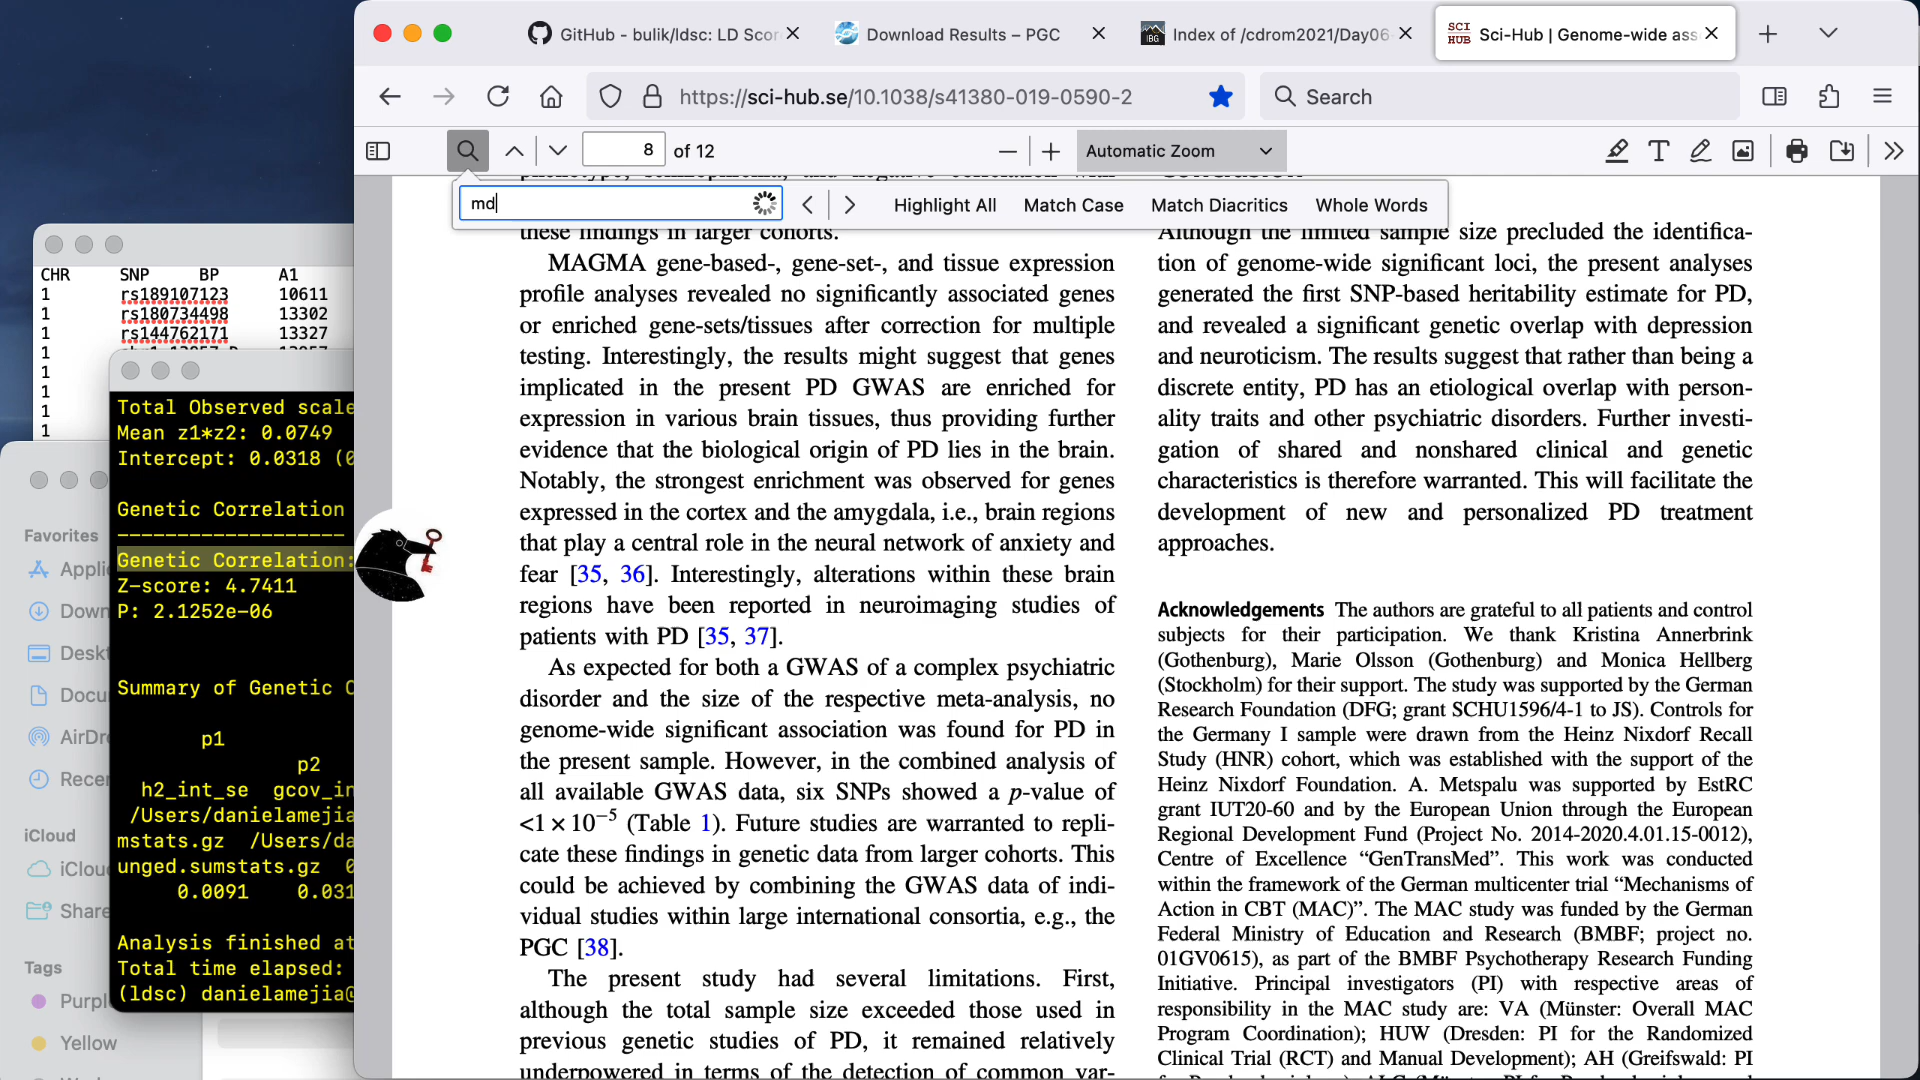 GitHub - bulik/ldsc: LD Scor
Download Results – PGC
IBG
Index of /cdrom2021/Day06
SCI
HUB
Sci-Hub | Genome-wide ass
https://sci-hub.se/10.1038/s41380-019-0590-2
Search
8
of 12
Automatic Zoom
md
Highlight All
Match Case
Match Diacritics
Whole Words
these findings in larger cohorts.
MAGMA gene-based-, gene-set-, and tissue expression
profile analyses revealed no significantly associated genes
or enriched gene-sets/tissues after correction for multiple
testing. Interestingly, the results might suggest that genes
implicated in the present PD GWAS are enriched for
expression in various brain tissues, thus providing further
evidence that the biological origin of PD lies in the brain.
Notably, the strongest enrichment was observed for genes
expressed in the cortex and the amygdala, i.e., brain regions
that play a central role in the neural network of anxiety and
fear [35, 36]. Interestingly, alterations within these brain
regions have been reported in neuroimaging studies of
patients with PD [35, 37].
As expected for both a GWAS of a complex psychiatric
disorder and the size of the respective meta-analysis, no
genome-wide significant association was found for PD in
the present sample. However, in the combined analysis of
all available GWAS data, six SNPs showed a p-value of
<1 × 10⁻⁵ (Table 1). Future studies are warranted to repli-
cate these findings in genetic data from larger cohorts. This
could be achieved by combining the GWAS data of indi-
vidual studies within large international consortia, e.g., the
PGC [38].
The present study had several limitations. First,
although the total sample size exceeded those used in
previous genetic studies of PD, it remained relatively
underpowered in terms of the detection of common var-
Although the limited sample size precluded the identifica-
tion of genome-wide significant loci, the present analyses
generated the first SNP-based heritability estimate for PD,
and revealed a significant genetic overlap with depression
and neuroticism. The results suggest that rather than being a
discrete entity, PD has an etiological overlap with person-
ality traits and other psychiatric disorders. Further investi-
gation of shared and nonshared clinical and genetic
characteristics is therefore warranted. This will facilitate the
development of new and personalized PD treatment
approaches.
Acknowledgements The authors are grateful to all patients and control
subjects for their participation. We thank Kristina Annerbrink
(Gothenburg), Marie Olsson (Gothenburg) and Monica Hellberg
(Stockholm) for their support. The study was supported by the German
Research Foundation (DFG; grant SCHU1596/4-1 to JS). Controls for
the Germany I sample were drawn from the Heinz Nixdorf Recall
Study (HNR) cohort, which was established with the support of the
Heinz Nixdorf Foundation. A. Metspalu was supported by EstRC
grant IUT20-60 and by the European Union through the European
Regional Development Fund (Project No. 2014-2020.4.01.15-0012),
Centre of Excellence “GenTransMed”. This work was conducted
within the framework of the German multicenter trial “Mechanisms of
Action in CBT (MAC)”. The MAC study was funded by the German
Federal Ministry of Education and Research (BMBF; project no.
01GV0615), as part of the BMBF Psychotherapy Research Funding
Initiative. Principal investigators (PI) with respective areas of
responsibility in the MAC study are: VA (Münster: Overall MAC
Program Coordination); HUW (Dresden: PI for the Randomized
Clinical Trial (RCT) and Manual Development); AH (Greifswald: PI
CHR SNP BP A1
1 rs189107123 10611
1 rs180734498 13302
1 rs144762171 13327
1
1
1
1
1
Total Observed scale
Mean z1*z2: 0.0749
Intercept: 0.0318 (0
Genetic Correlation
-------------------
Genetic Correlation:
Z-score: 4.7411
P: 2.1252e-06
Summary of Genetic C
p1
p2
h2_int_se gcov_in
/Users/danielamejia
mstats.gz /Users/da
unged.sumstats.gz 0
0.0091 0.031
Analysis finished at
Total time elapsed:
(ldsc) danielamejia@
Favorites
Appli
Down
Deskt
Docu
AirDr
Recer
iCloud
iClou
Share
Tags
Purpl
Yellow